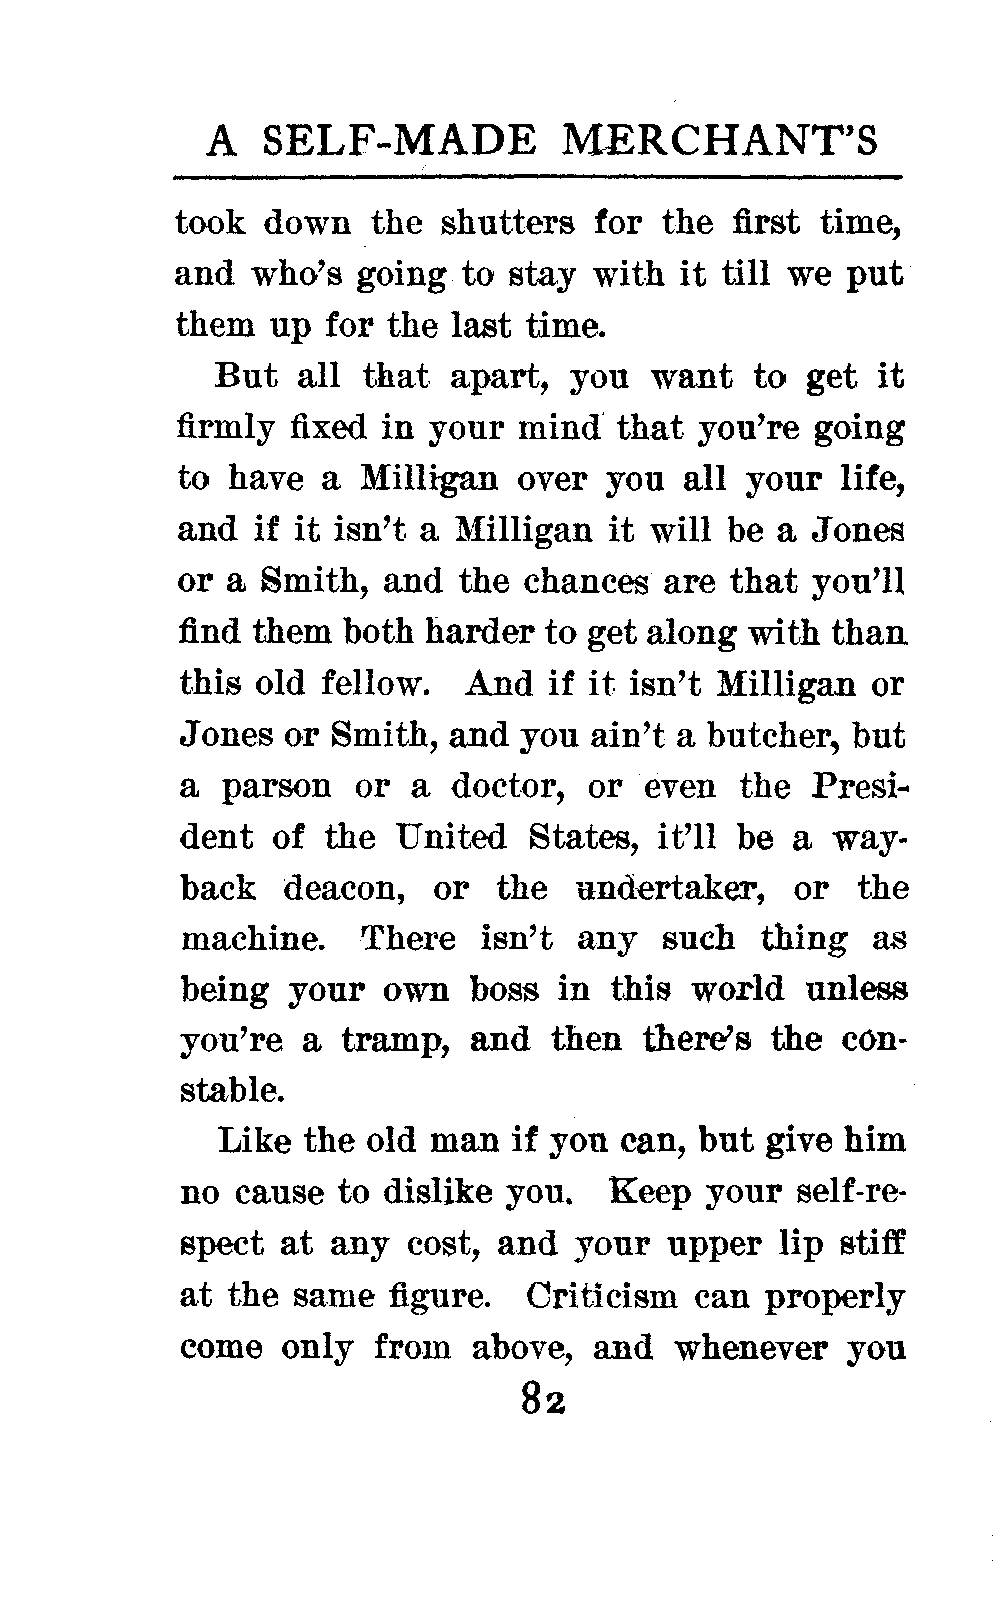 A SELF-MADE MERCHANT'S
took down the shutters for the first time,
and who's going to stay with it till we put
them up for the last time.
But all that apart, you want to get it
firmly fixed in your mind that you're going
to have a Milligan over you all your life,
and if it isn't a Milligan it will be a Jones
or a Smith, and the chances are that you'll
find them both harder to get along with than
this old fellow. And if it isn't Milligan or
Jones or Smith, and you ain't a butcher, but
a parson or a doctor, or even the Presi-
dent of the United States, it'll be a way-
back deacon, or the undertaker, or the
machine. There isn't any such thing as
being your own boss in this world unless
you're a tramp, and then there's the con-
stable.
Like the old man if you can, but give him
no cause to dislike you. Keep your self-re-
spect at any cost, and your upper lip stiff
at the same figure. Criticism can properly
come only from above, and whenever you
82